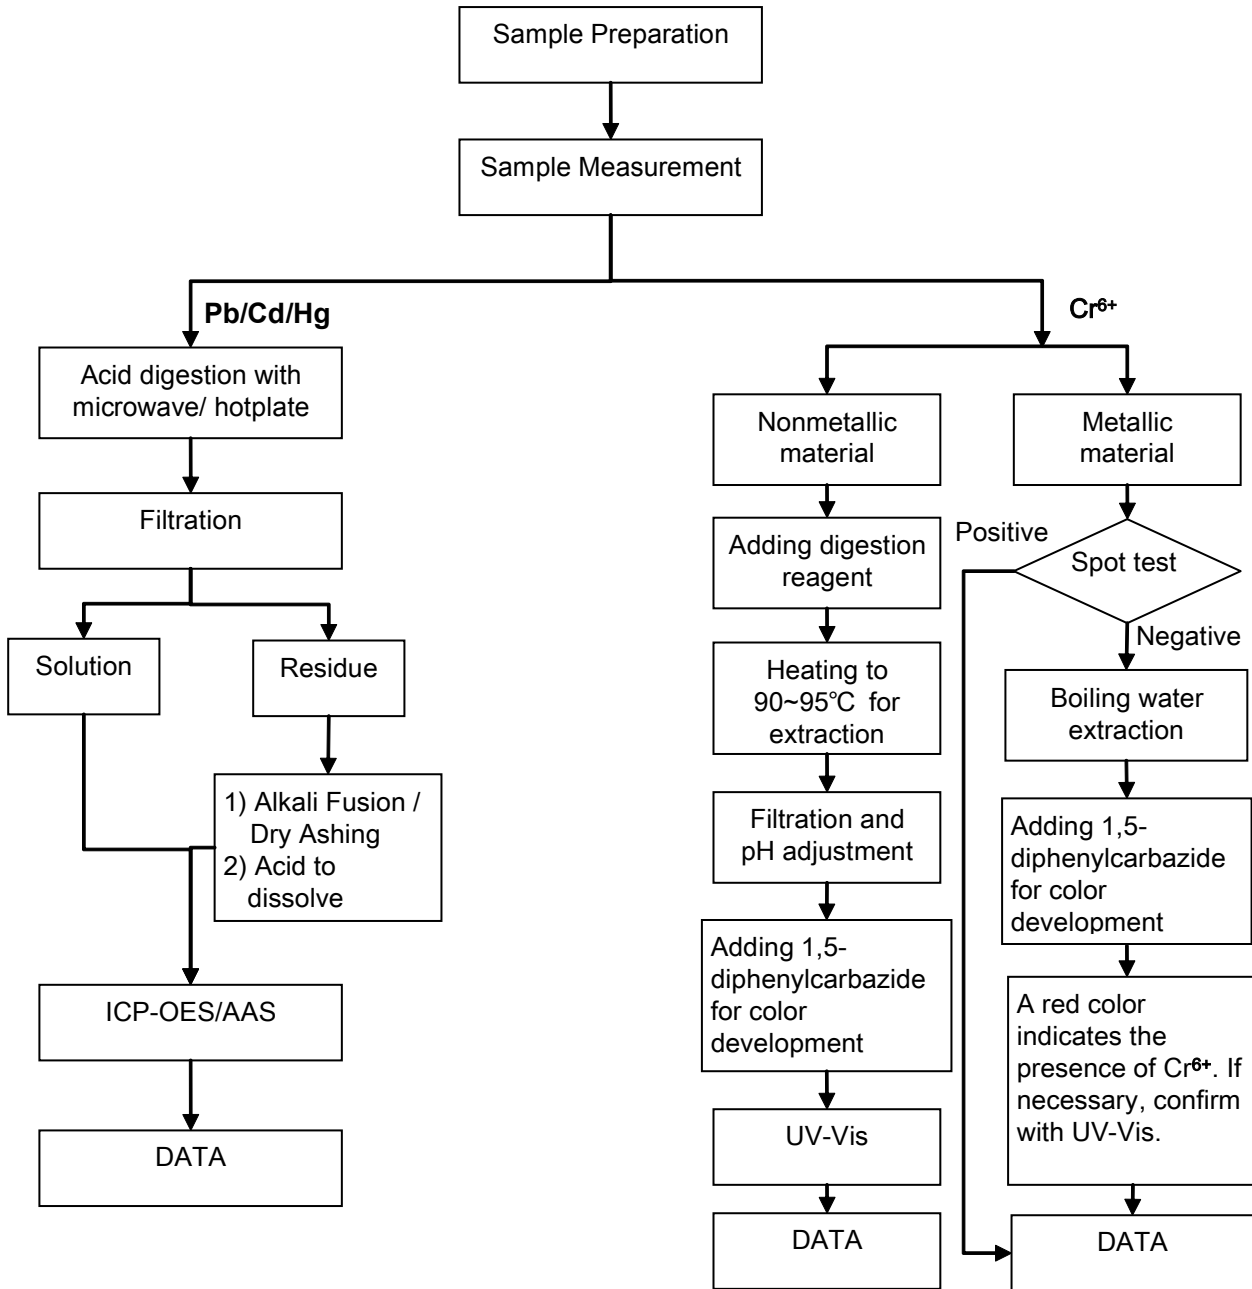 Sample Preparation
Sample Measurement
Pb/Cd/Hg
Cr⁶⁺
Acid digestion with
microwave/ hotplate
Filtration
Solution
Residue
1) Alkali Fusion /
Dry Ashing
2) Acid to
dissolve
ICP-OES/AAS
DATA
Nonmetallic
material
Adding digestion
reagent
Heating to
90~95℃ for
extraction
Filtration and
pH adjustment
Adding 1,5-
diphenylcarbazide
for color
development
UV-Vis
DATA
Metallic
material
Positive
Spot test
Negative
Boiling water
extraction
Adding 1,5-
diphenylcarbazide
for color
development
A red color
indicates the
presence of Cr⁶⁺. If
necessary, confirm
with UV-Vis.
DATA